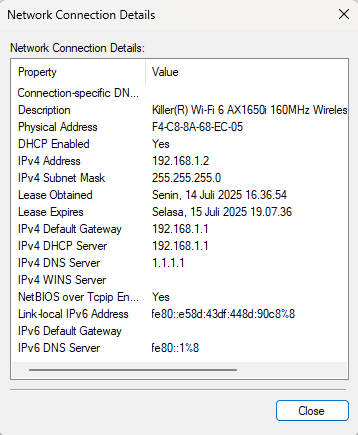 Network Connection Details
Network Connection Details:
Property Value
Connection-specific DN...
Description Killer(R) Wi-Fi 6 AX1650i 160MHz Wireles
Physical Address F4-C8-8A-68-EC-05
DHCP Enabled Yes
IPv4 Address 192.168.1.2
IPv4 Subnet Mask 255.255.255.0
Lease Obtained Senin, 14 Juli 2025 16.36.54
Lease Expires Selasa, 15 Juli 2025 19.07.36
IPv4 Default Gateway 192.168.1.1
IPv4 DHCP Server 192.168.1.1
IPv4 DNS Server 1.1.1.1
IPv4 WINS Server
NetBIOS over Tcpip En... Yes
Link-local IPv6 Address fe80::e58d:43df:448d:90c8%8
IPv6 Default Gateway
IPv6 DNS Server fe80::1%8
Close